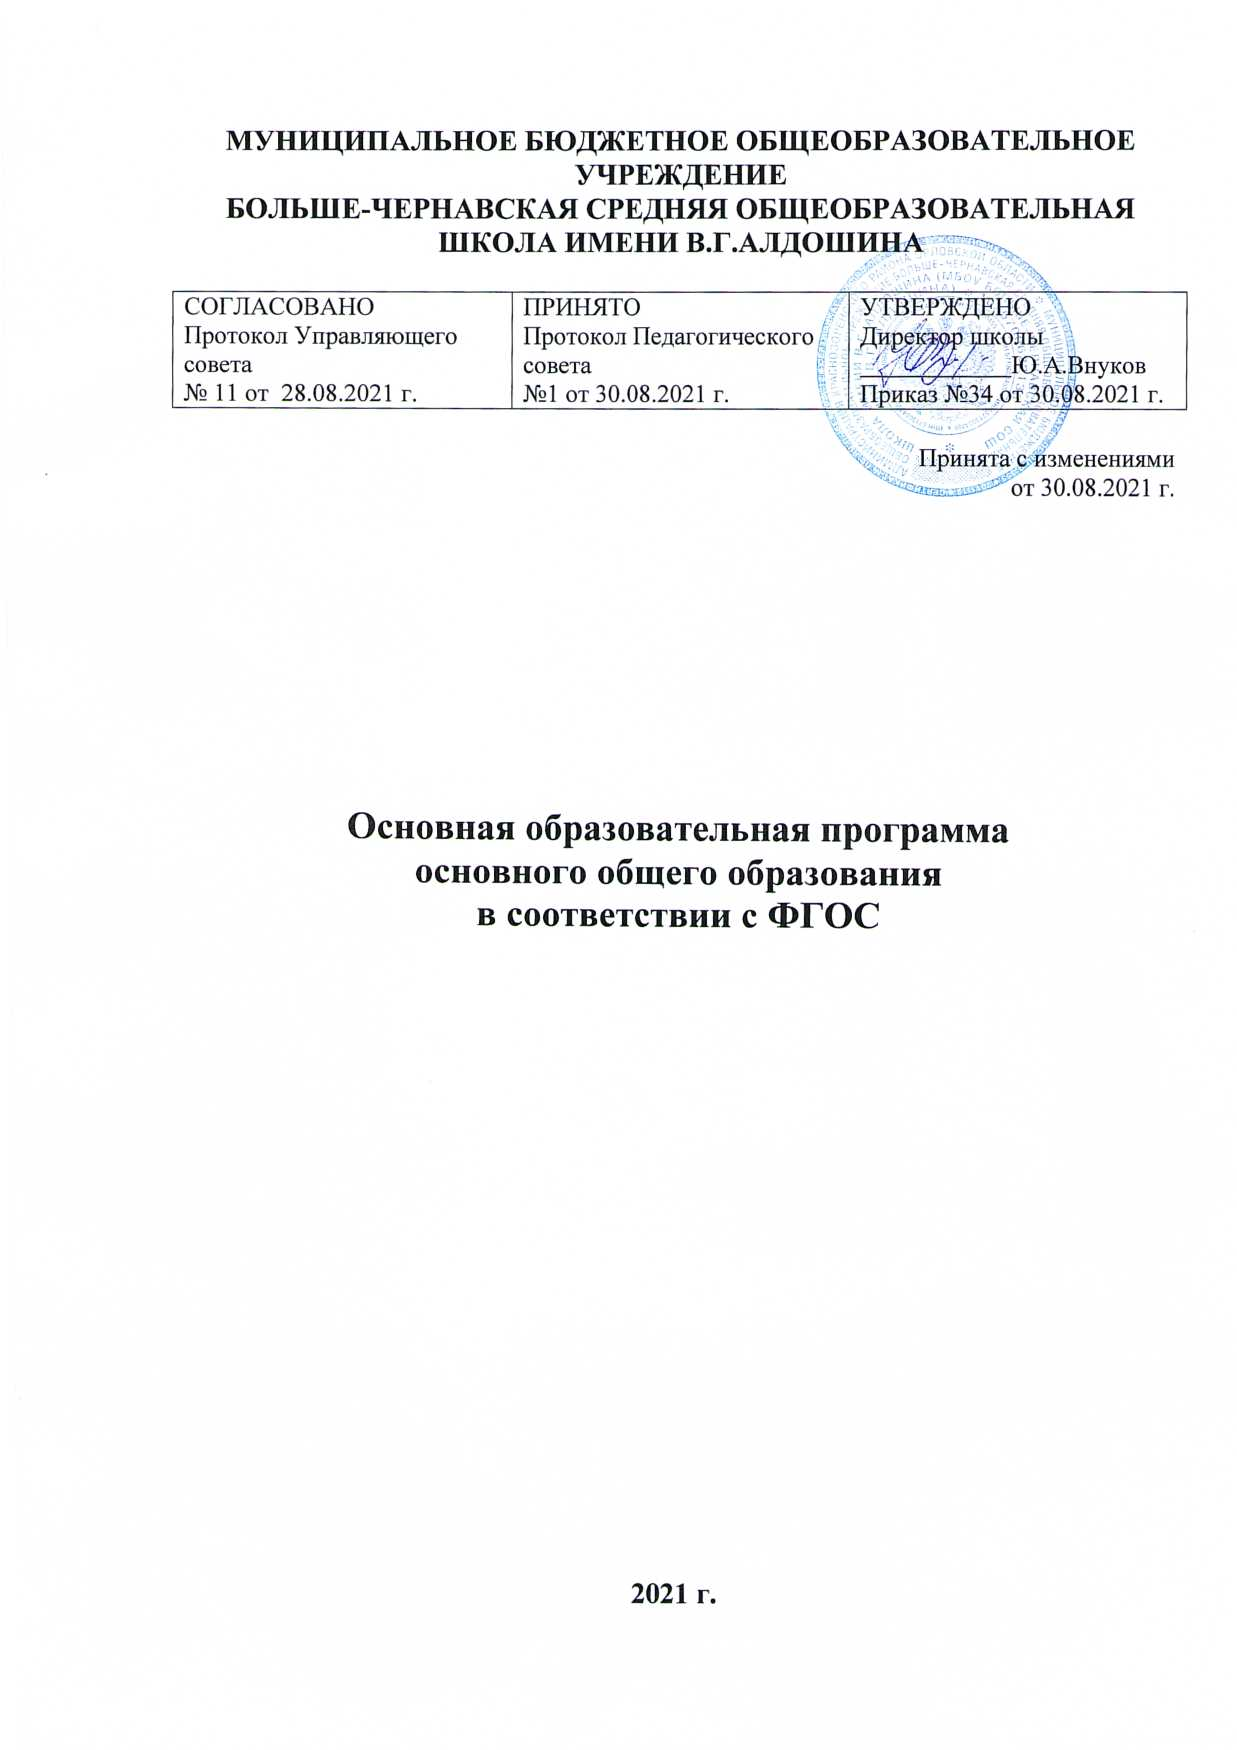 МУНИЦИПАЛЬНОЕ БЮДЖЕТНОЕ ОБЩЕОБРАЗОВАТЕЛЬНОЕ
УЧРЕЖДЕНИЕ
БОЛЬШЕ-ЧЕРНАВСКАЯ СРЕДНЯЯ ОБЩЕОБРАЗОВАТЕЛЬНАЯ
ШКОЛА ИМЕНИ В.Г.АЛДОШИНА
СОГЛАСОВАНО
Протокол Управляющего
совета
№ 11 от 28.08.2021 г.
ПРИНЯТО
Протокол Педагогического
совета
№1 от 30.08.2021 г.
УТВЕРЖДЕНО
Директор школы
____________Ю.А.Внуков
Приказ №34 от 30.08.2021 г.
Принята с изменениями
от 30.08.2021 г.
Основная образовательная программа
основного общего образования
в соответствии с ФГОС
2021 г.